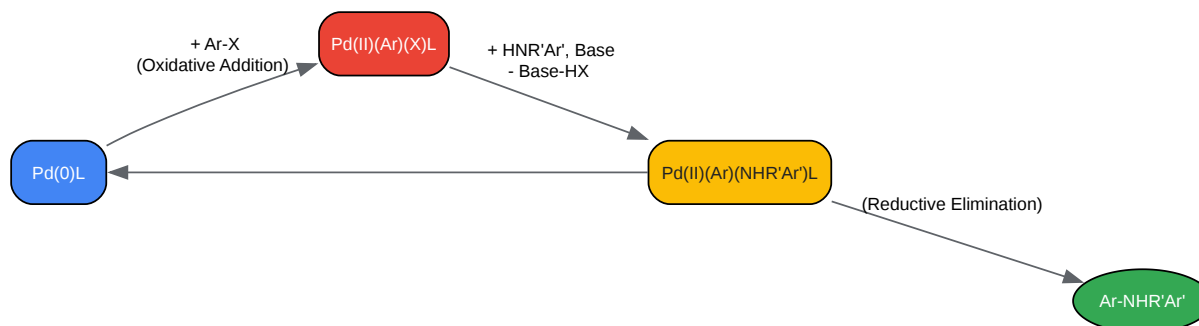 + Ar-X
(Oxidative Addition)
Pd(II)(Ar)(X)L
+ HNR'Ar', Base
- Base-HX
Pd(0)L
Pd(II)(Ar)(NHR'Ar')L
(Reductive Elimination)
Ar-NHR'Ar'